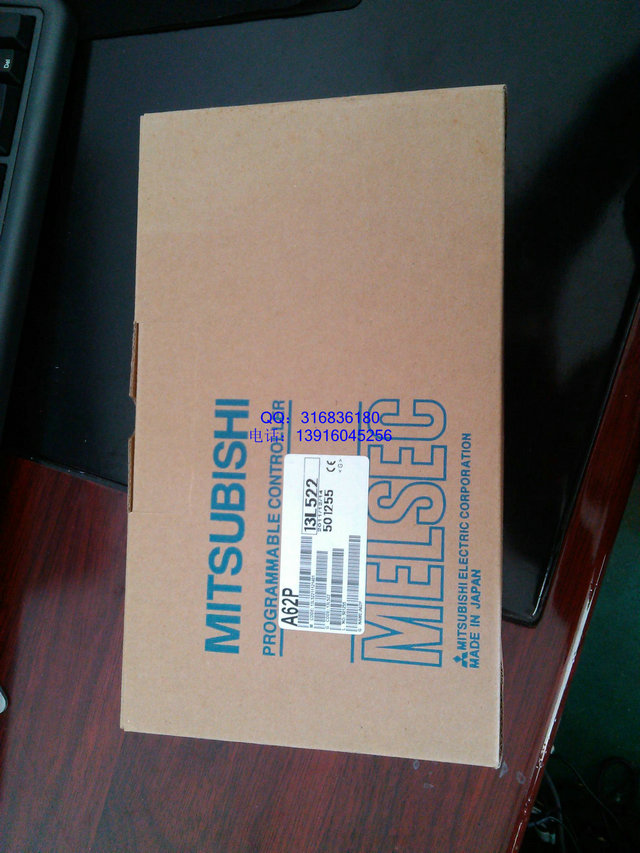 MITSUBISHI
PROGRAMMABLE CONTROLLER
MELSEC
MITSUBISHI ELECTRIC CORPORATION
MADE IN JAPAN
A62P
13L522
501255
CE
<G>
QQ：316836180
电话：13916045256
Del